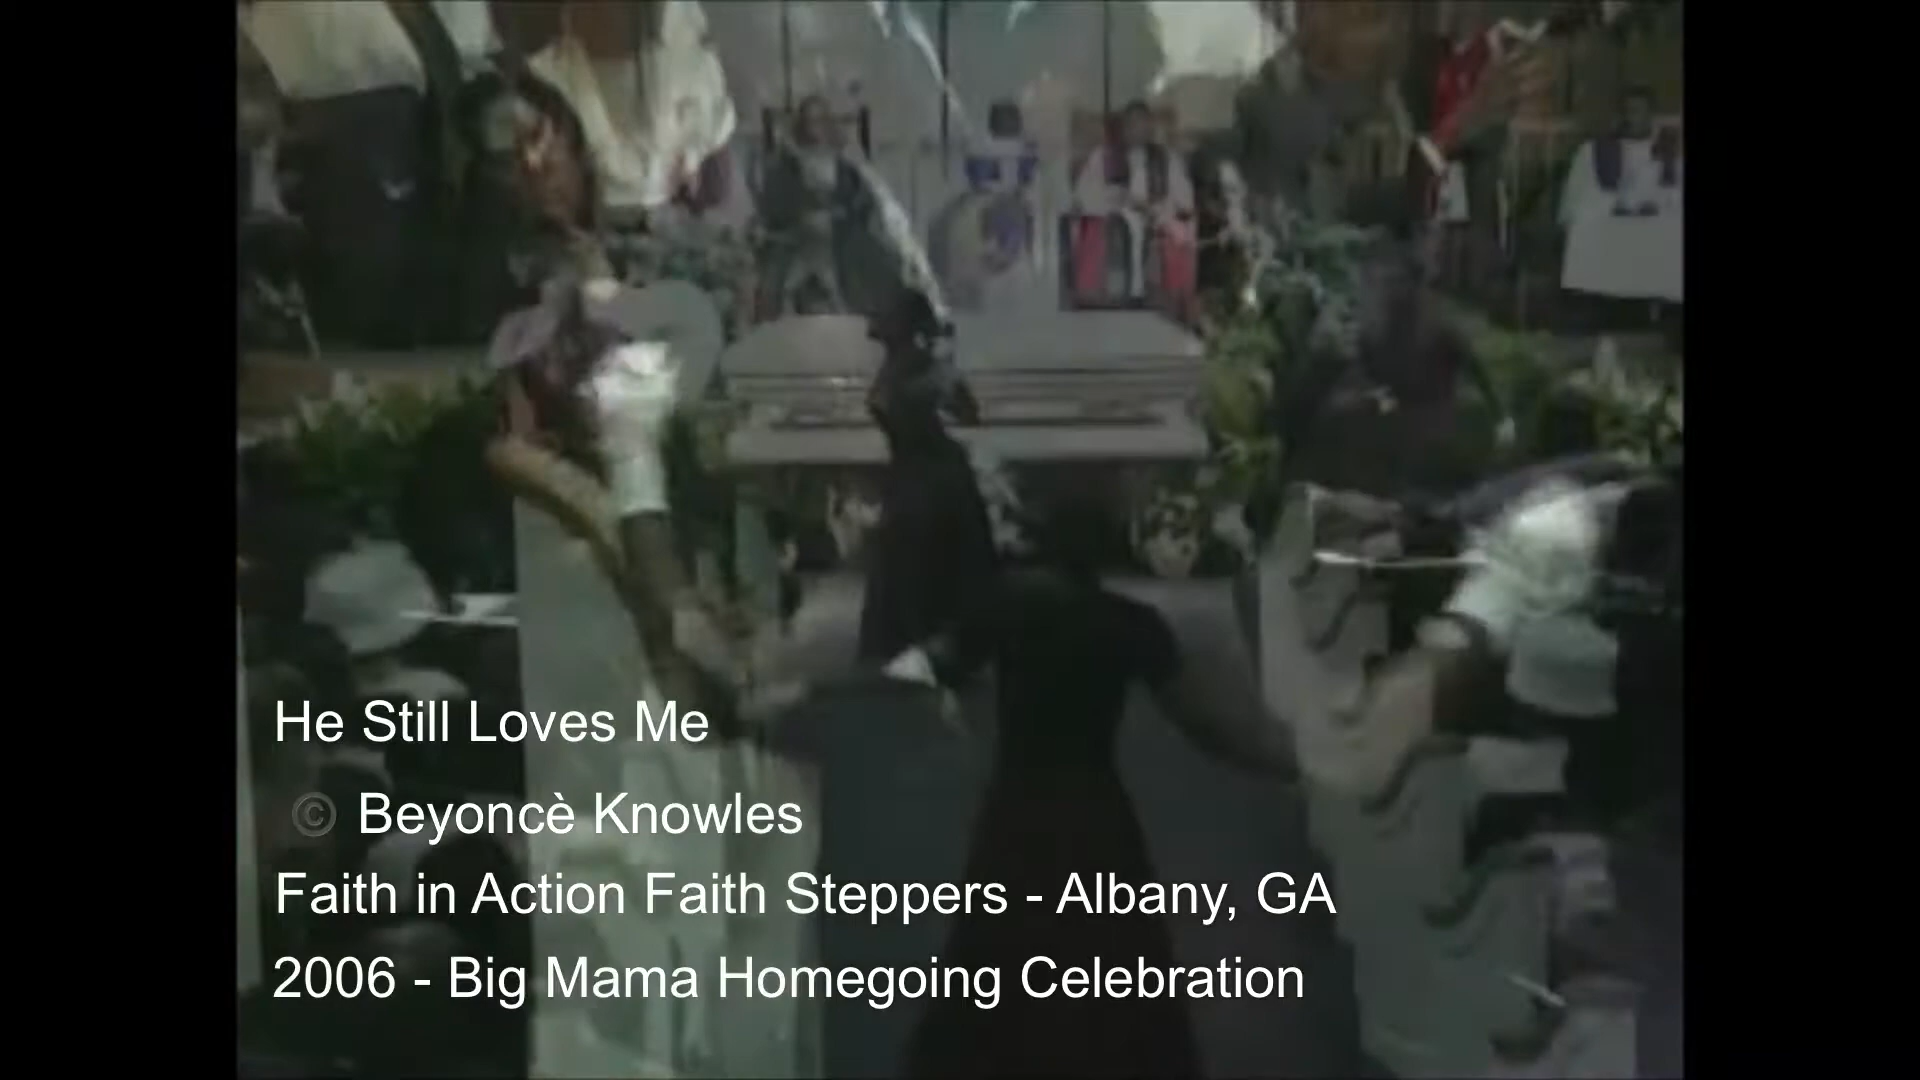 He Still Loves Me
© Beyoncè Knowles
Faith in Action Faith Steppers - Albany, GA
2006 - Big Mama Homegoing Celebration